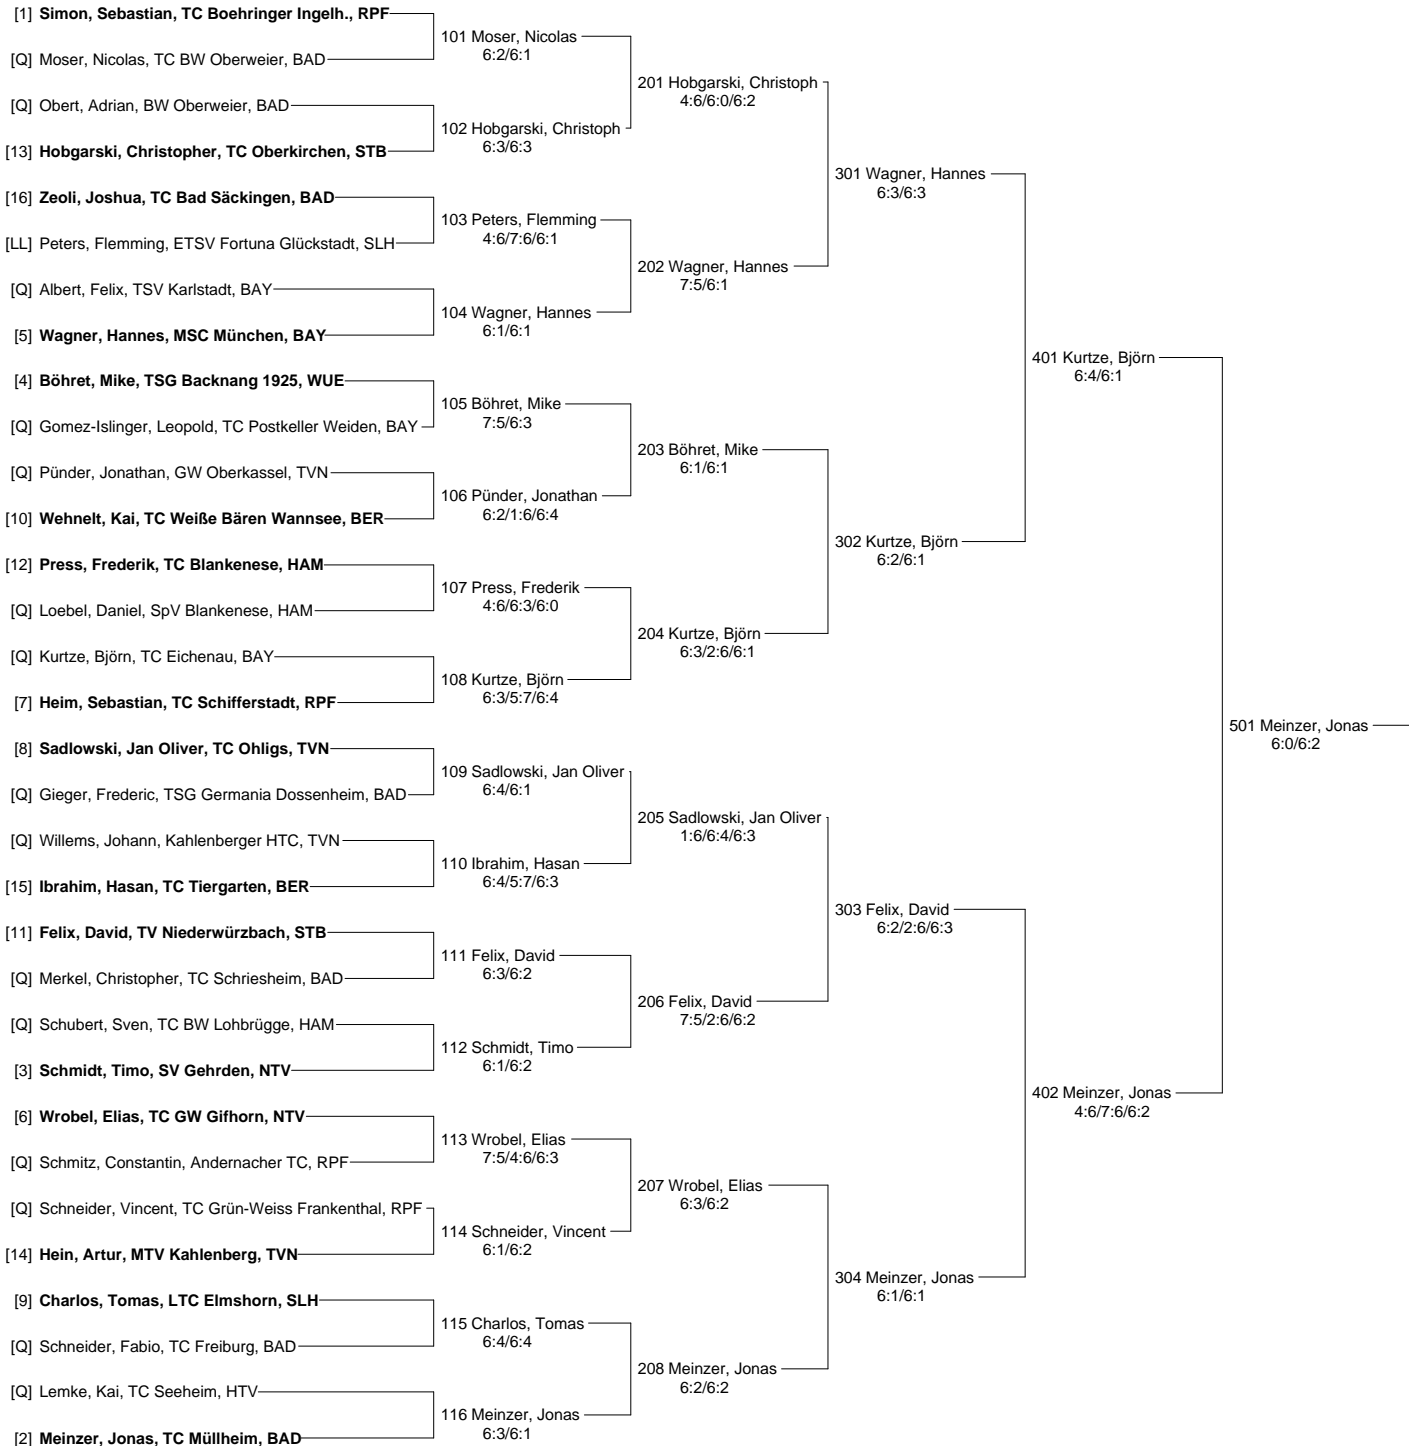 [1] Simon, Sebastian, TC Boehringer Ingelh., RPF
101 Moser, Nicolas
6:2/6:1
[Q] Moser, Nicolas, TC BW Oberweier, BAD
201 Hobgarski, Christoph
4:6/6:0/6:2
[Q] Obert, Adrian, BW Oberweier, BAD
102 Hobgarski, Christoph
6:3/6:3
[13] Hobgarski, Christopher, TC Oberkirchen, STB
301 Wagner, Hannes
6:3/6:3
[16] Zeoli, Joshua, TC Bad Säckingen, BAD
103 Peters, Flemming
4:6/7:6/6:1
[LL] Peters, Flemming, ETSV Fortuna Glückstadt, SLH
202 Wagner, Hannes
7:5/6:1
[Q] Albert, Felix, TSV Karlstadt, BAY
104 Wagner, Hannes
6:1/6:1
[5] Wagner, Hannes, MSC München, BAY
401 Kurtze, Björn
6:4/6:1
[4] Böhret, Mike, TSG Backnang 1925, WUE
105 Böhret, Mike
7:5/6:3
[Q] Gomez-Islinger, Leopold, TC Postkeller Weiden, BAY
203 Böhret, Mike
6:1/6:1
[Q] Pünder, Jonathan, GW Oberkassel, TVN
106 Pünder, Jonathan
6:2/1:6/6:4
[10] Wehnelt, Kai, TC Weiße Bären Wannsee, BER
302 Kurtze, Björn
6:2/6:1
[12] Press, Frederik, TC Blankenese, HAM
107 Press, Frederik
4:6/6:3/6:0
[Q] Loebel, Daniel, SpV Blankenese, HAM
204 Kurtze, Björn
6:3/2:6/6:1
[Q] Kurtze, Björn, TC Eichenau, BAY
108 Kurtze, Björn
6:3/5:7/6:4
[7] Heim, Sebastian, TC Schifferstadt, RPF
501 Meinzer, Jonas
6:0/6:2
[8] Sadlowski, Jan Oliver, TC Ohligs, TVN
109 Sadlowski, Jan Oliver
6:4/6:1
[Q] Gieger, Frederic, TSG Germania Dossenheim, BAD
205 Sadlowski, Jan Oliver
1:6/6:4/6:3
[Q] Willems, Johann, Kahlenberger HTC, TVN
110 Ibrahim, Hasan
6:4/5:7/6:3
[15] Ibrahim, Hasan, TC Tiergarten, BER
303 Felix, David
6:2/2:6/6:3
[11] Felix, David, TV Niederwürzbach, STB
111 Felix, David
6:3/6:2
[Q] Merkel, Christopher, TC Schriesheim, BAD
206 Felix, David
7:5/2:6/6:2
[Q] Schubert, Sven, TC BW Lohbrügge, HAM
112 Schmidt, Timo
6:1/6:2
[3] Schmidt, Timo, SV Gehrden, NTV
402 Meinzer, Jonas
4:6/7:6/6:2
[6] Wrobel, Elias, TC GW Gifhorn, NTV
113 Wrobel, Elias
7:5/4:6/6:3
[Q] Schmitz, Constantin, Andernacher TC, RPF
207 Wrobel, Elias
6:3/6:2
[Q] Schneider, Vincent, TC Grün-Weiss Frankenthal, RPF
114 Schneider, Vincent
6:1/6:2
[14] Hein, Artur, MTV Kahlenberg, TVN
304 Meinzer, Jonas
6:1/6:1
[9] Charlos, Tomas, LTC Elmshorn, SLH
115 Charlos, Tomas
6:4/6:4
[Q] Schneider, Fabio, TC Freiburg, BAD
208 Meinzer, Jonas
6:2/6:2
[Q] Lemke, Kai, TC Seeheim, HTV
116 Meinzer, Jonas
6:3/6:1
[2] Meinzer, Jonas, TC Müllheim, BAD